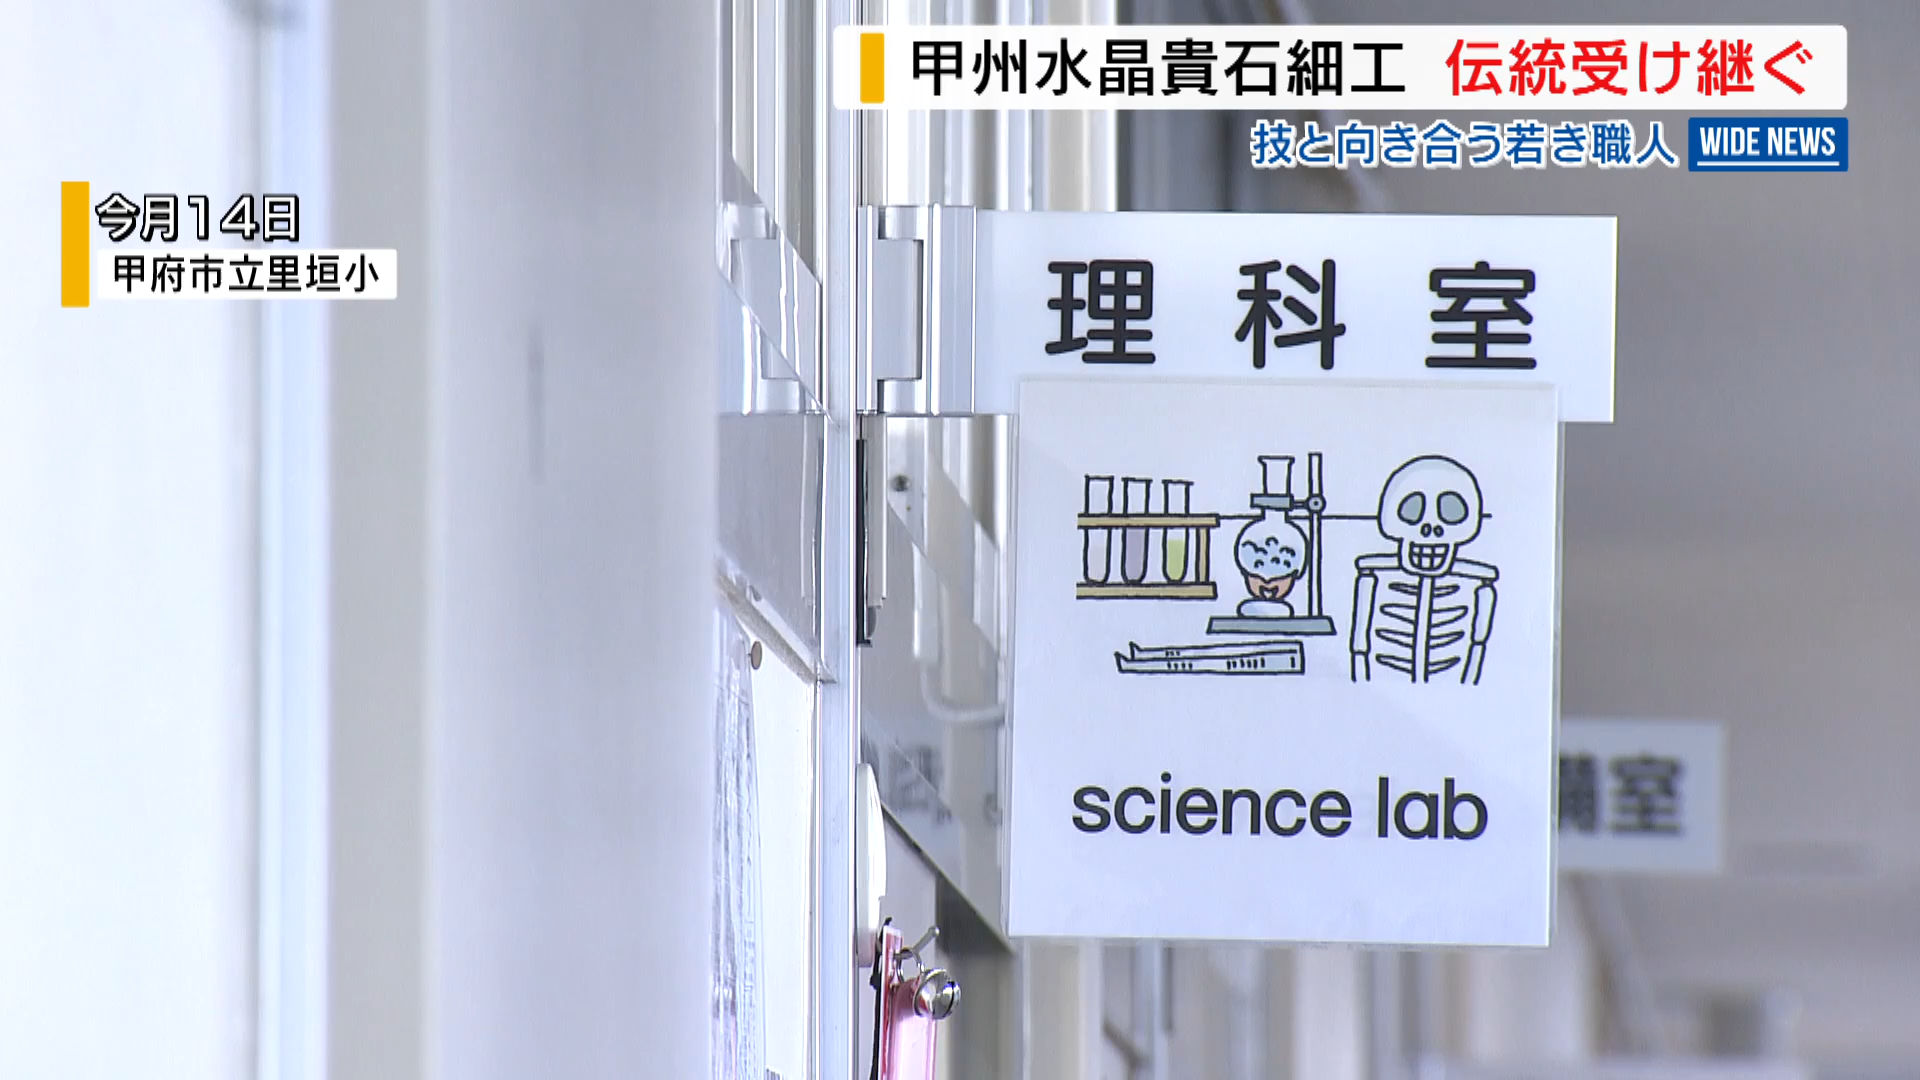 甲州水晶貴石細工 伝統受け継ぐ
技と向き合う若き職人 WIDE NEWS
今月14日
甲府市立里垣小
理科室
science lab